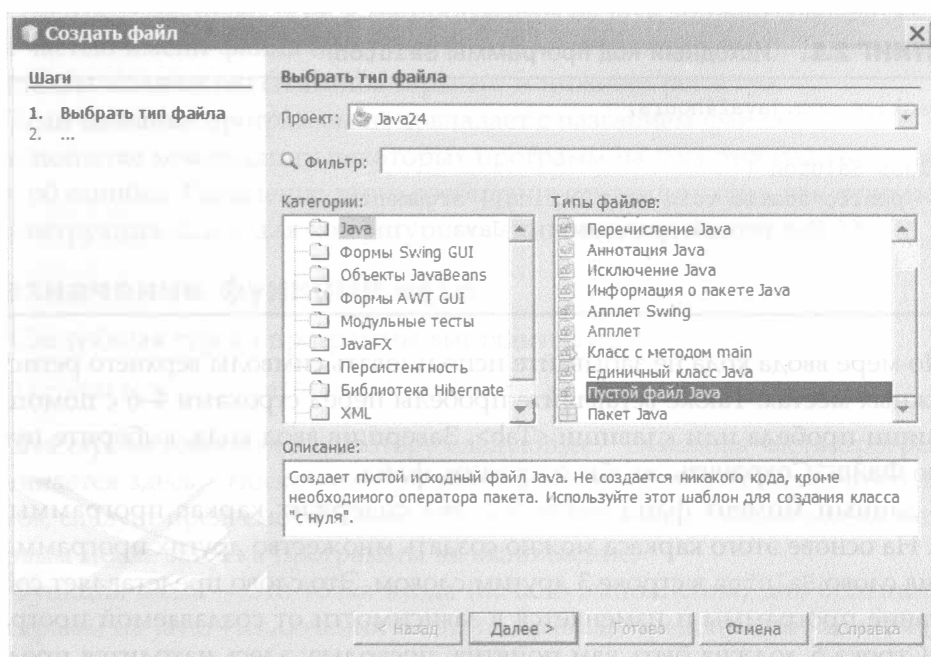 Создать файл
Шаги
1. Выбрать тип файла
2. ...
Выбрать тип файла
Проект: Java24
Фильтр:
Категории:
Java
Формы Swing GUI
Объекты JavaBeans
Формы AWT GUI
Модульные тесты
JavaFX
Персистентность
Библиотека Hibernate
XML
Типы файлов:
Перечисление Java
Аннотация Java
Исключение Java
Информация о пакете Java
Апплет Swing
Апплет
Класс с методом main
Единичный класс Java
Пустой файл Java
Пакет Java
Описание:
Создает пустой исходный файл Java. Не создается никакого кода, кроме
необходимого оператора пакета. Используйте этот шаблон для создания класса
"с нуля".
< Назад
Далее >
Готово
Отмена
Справка